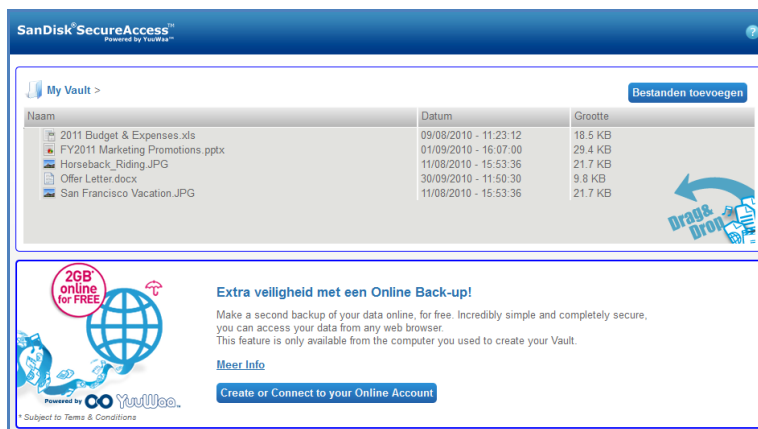 SanDisk® SecureAccess™
Powered by YuuWaa™
?
My Vault >
Bestanden toevoegen
Naam Datum Grootte
2011 Budget & Expenses.xls 09/08/2010 - 11:23:12 18.5 KB
FY2011 Marketing Promotions.pptx 01/09/2010 - 16:07:00 29.4 KB
Horseback_Riding.JPG 11/08/2010 - 15:53:36 21.7 KB
Offer Letter.docx 30/09/2010 - 11:50:30 9.8 KB
San Francisco Vacation.JPG 11/08/2010 - 15:53:36 21.7 KB
Drag&
Drop
2GB*
online
for FREE
Extra veiligheid met een Online Back-up!
Make a second backup of your data online, for free. Incredibly simple and completely secure,
you can access your data from any web browser.
This feature is only available from the computer you used to create your Vault.
Meer Info
Create or Connect to your Online Account
Powered by YuuWaa™
* Subject to Terms & Conditions